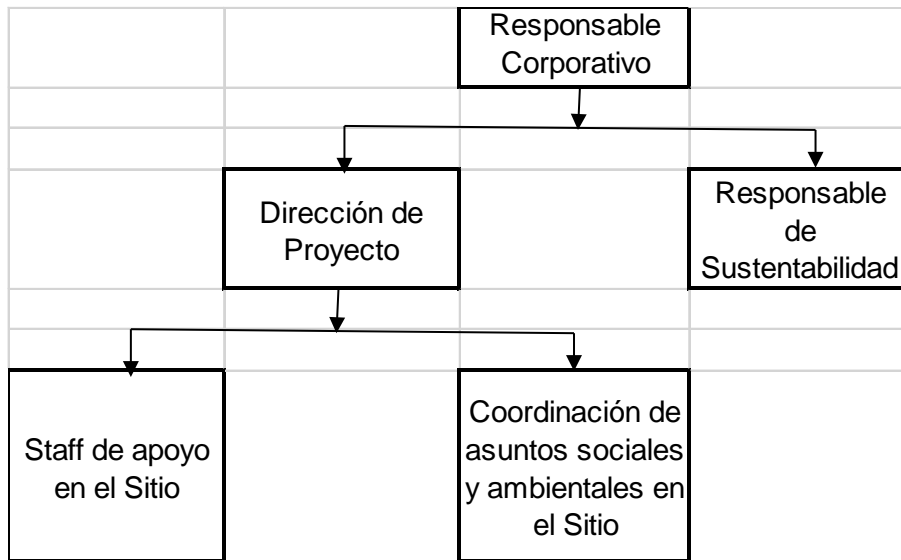 Responsable
Corporativo
Dirección de
Proyecto
Responsable
de
Sustentabilidad
Staff de apoyo
en el Sitio
Coordinación de
asuntos sociales
y ambientales en
el Sitio